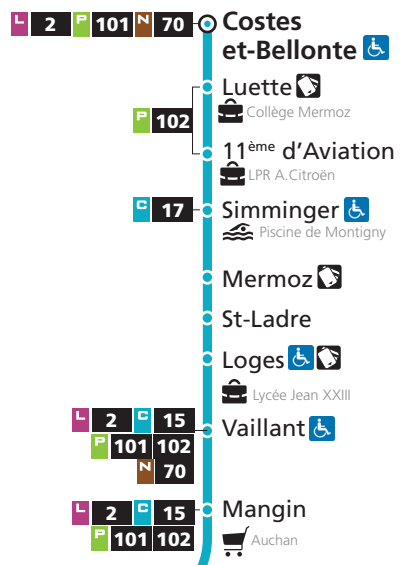 L 2 P 101 N 70 Costes
et-Bellonte
Luette
Collège Mermoz
P 102
11ème d'Aviation
LPR A.Citroën
C 17 Simminger
Piscine de Montigny
Mermoz
St-Ladre
Loges
Lycée Jean XXIII
L 2 C 15
Vaillant
P 101 102
N 70
L 2 C 15 Mangin
P 101 102
Auchan